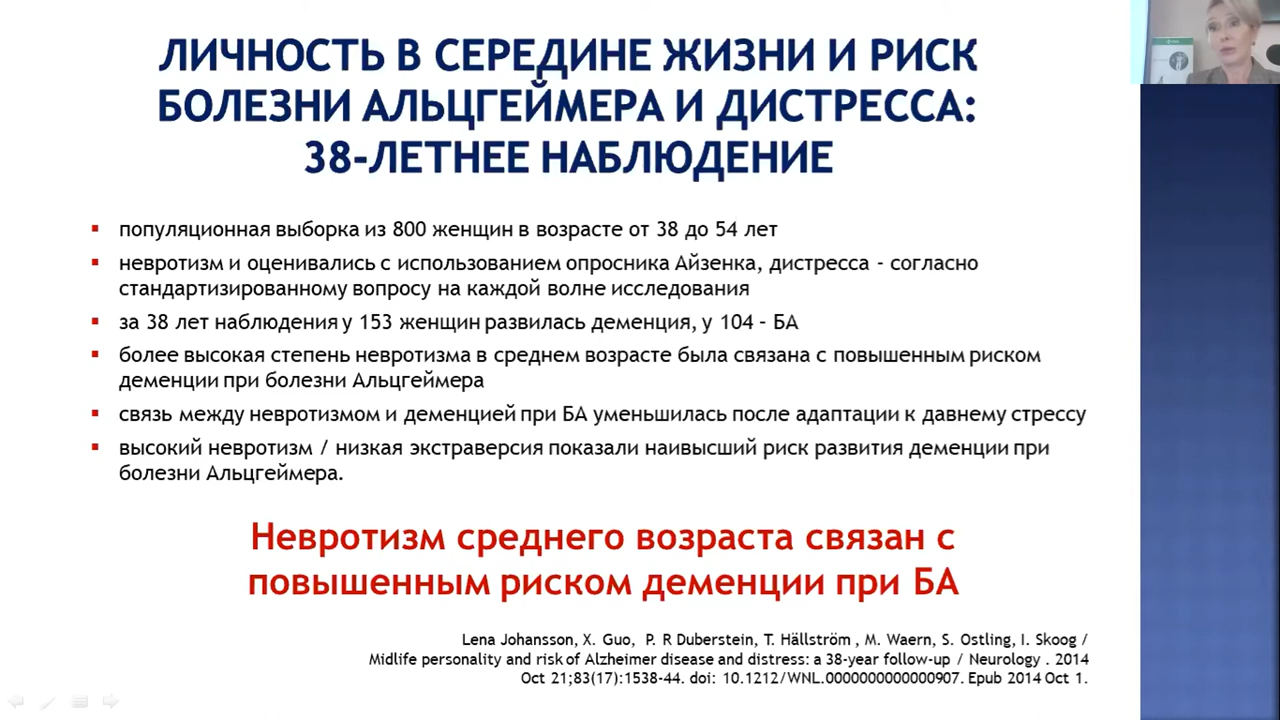 ЛИЧНОСТЬ В СЕРЕДИНЕ ЖИЗНИ И РИСК
БОЛЕЗНИ АЛЬЦГЕЙМЕРА И ДИСТРЕССА:
38-ЛЕТНЕЕ НАБЛЮДЕНИЕ
популяционная выборка из 800 женщин в возрасте от 38 до 54 лет
невротизм и оценивались с использованием опросника Айзенка, дистресса - согласно
стандартизированному вопросу на каждой волне исследования
за 38 лет наблюдения у 153 женщин развилась деменция, у 104 – БА
более высокая степень невротизма в среднем возрасте была связана с повышенным риском
деменции при болезни Альцгеймера
связь между невротизмом и деменцией при БА уменьшилась после адаптации к давнему стрессу
высокий невротизм / низкая экстраверсия показали наивысший риск развития деменции при
болезни Альцгеймера.
Невротизм среднего возраста связан с
повышенным риском деменции при БА
Lena Johansson, X. Guo, P. R Duberstein, T. Hällström , M. Waern, S. Ostling, I. Skoog /
Midlife personality and risk of Alzheimer disease and distress: a 38-year follow-up / Neurology . 2014
Oct 21;83(17):1538-44. doi: 10.1212/WNL.0000000000000907. Epub 2014 Oct 1.